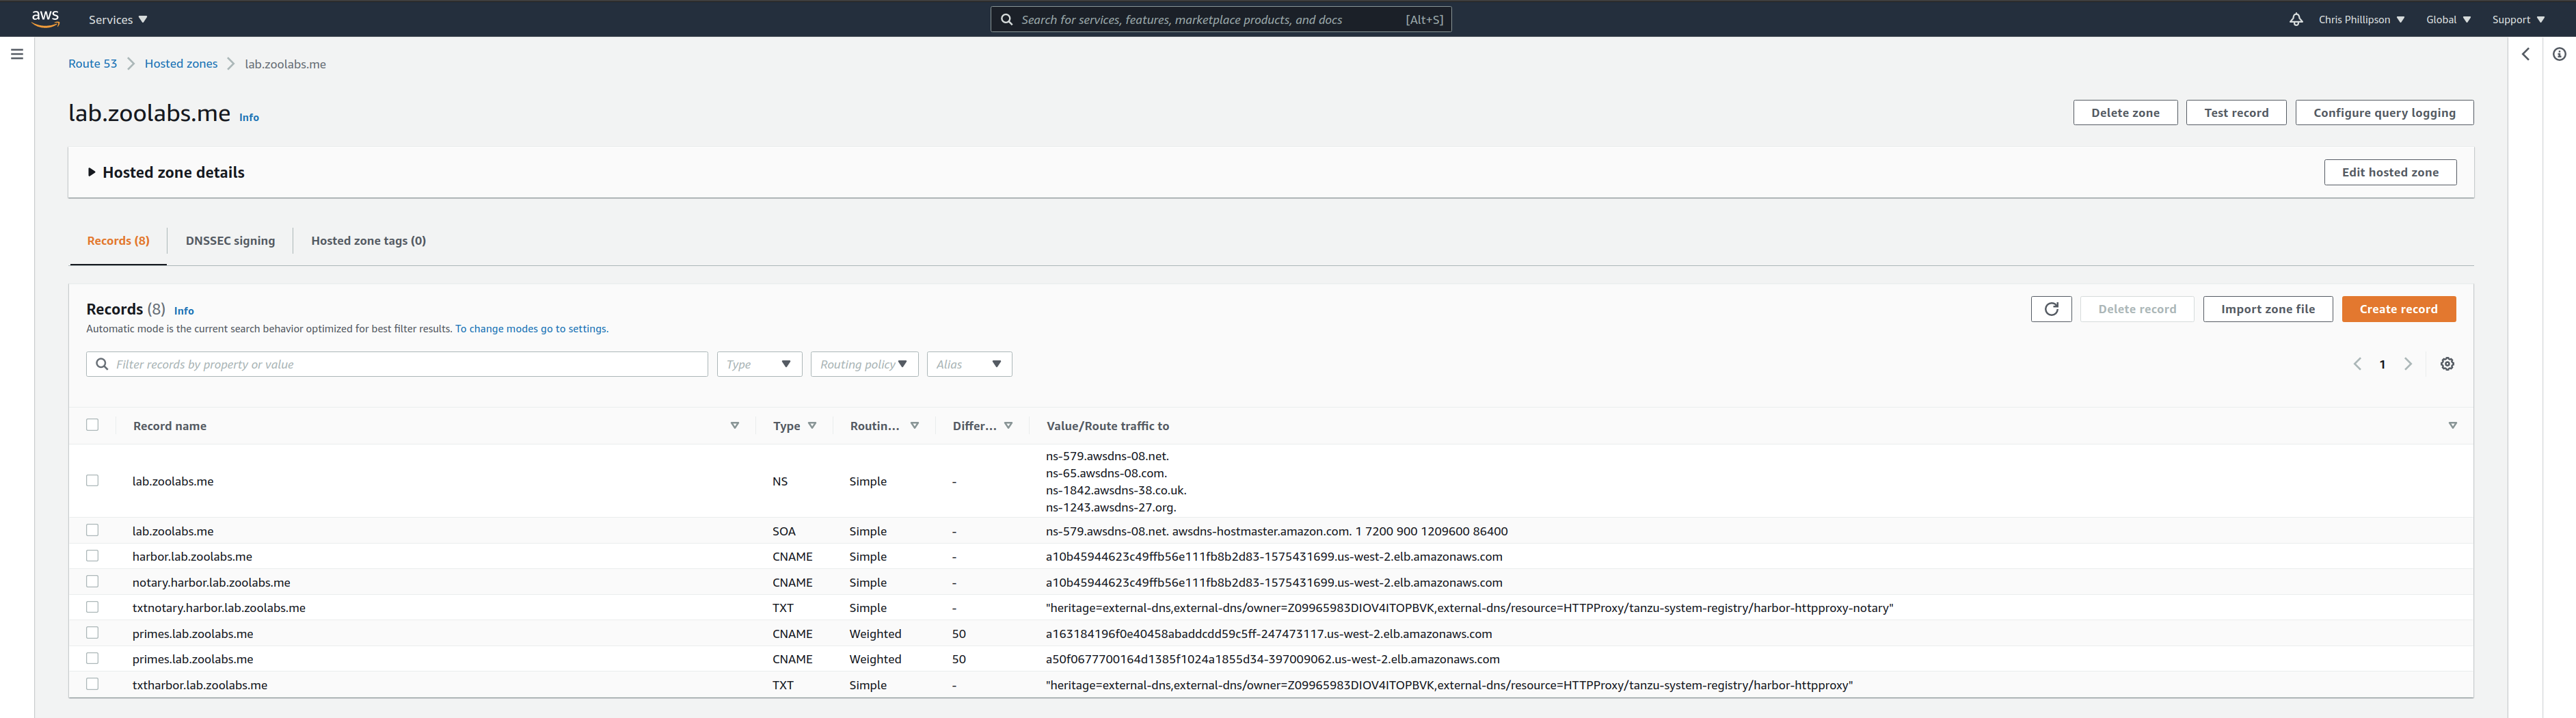 aws Services Search for services, features, marketplace products, and docs [Alt+S] Chris Phillipson Global Support
Route 53 Hosted zones lab.zoolabs.me
lab.zoolabs.me Info Delete zone Test record Configure query logging
Hosted zone details Edit hosted zone
Records (8) DNSSEC signing Hosted zone tags (0)
Records (8) Info Delete record Import zone file Create record
Automatic mode is the current search behavior optimized for best filter results. To change modes go to settings.
Filter records by property or value Type Routing policy Alias 1
Record name Type Routin... Differ... Value/Route traffic to
ns-579.awsdns-08.net.
ns-65.awsdns-08.com.
lab.zoolabs.me NS Simple -
ns-1842.awsdns-38.co.uk.
ns-1243.awsdns-27.org.
lab.zoolabs.me SOA Simple - ns-579.awsdns-08.net. awsdns-hostmaster.amazon.com. 1 7200 900 1209600 86400
harbor.lab.zoolabs.me CNAME Simple - a10b45944623c49ffb56e111fb8b2d83-1575431699.us-west-2.elb.amazonaws.com
notary.harbor.lab.zoolabs.me CNAME Simple - a10b45944623c49ffb56e111fb8b2d83-1575431699.us-west-2.elb.amazonaws.com
txtnotary.harbor.lab.zoolabs.me TXT Simple - "heritage=external-dns,external-dns/owner=Z09965983DIOV4ITOPBVK,external-dns/resource=HTTPProxy/tanzu-system-registry/harbor-httpproxy-notary"
primes.lab.zoolabs.me CNAME Weighted 50 a163184196f0e40458abaddcdd59c5ff-247473117.us-west-2.elb.amazonaws.com
primes.lab.zoolabs.me CNAME Weighted 50 a50f0677700164d1385f1024a1855d34-397009062.us-west-2.elb.amazonaws.com
txtharbor.lab.zoolabs.me TXT Simple - "heritage=external-dns,external-dns/owner=Z09965983DIOV4ITOPBVK,external-dns/resource=HTTPProxy/tanzu-system-registry/harbor-httpproxy"